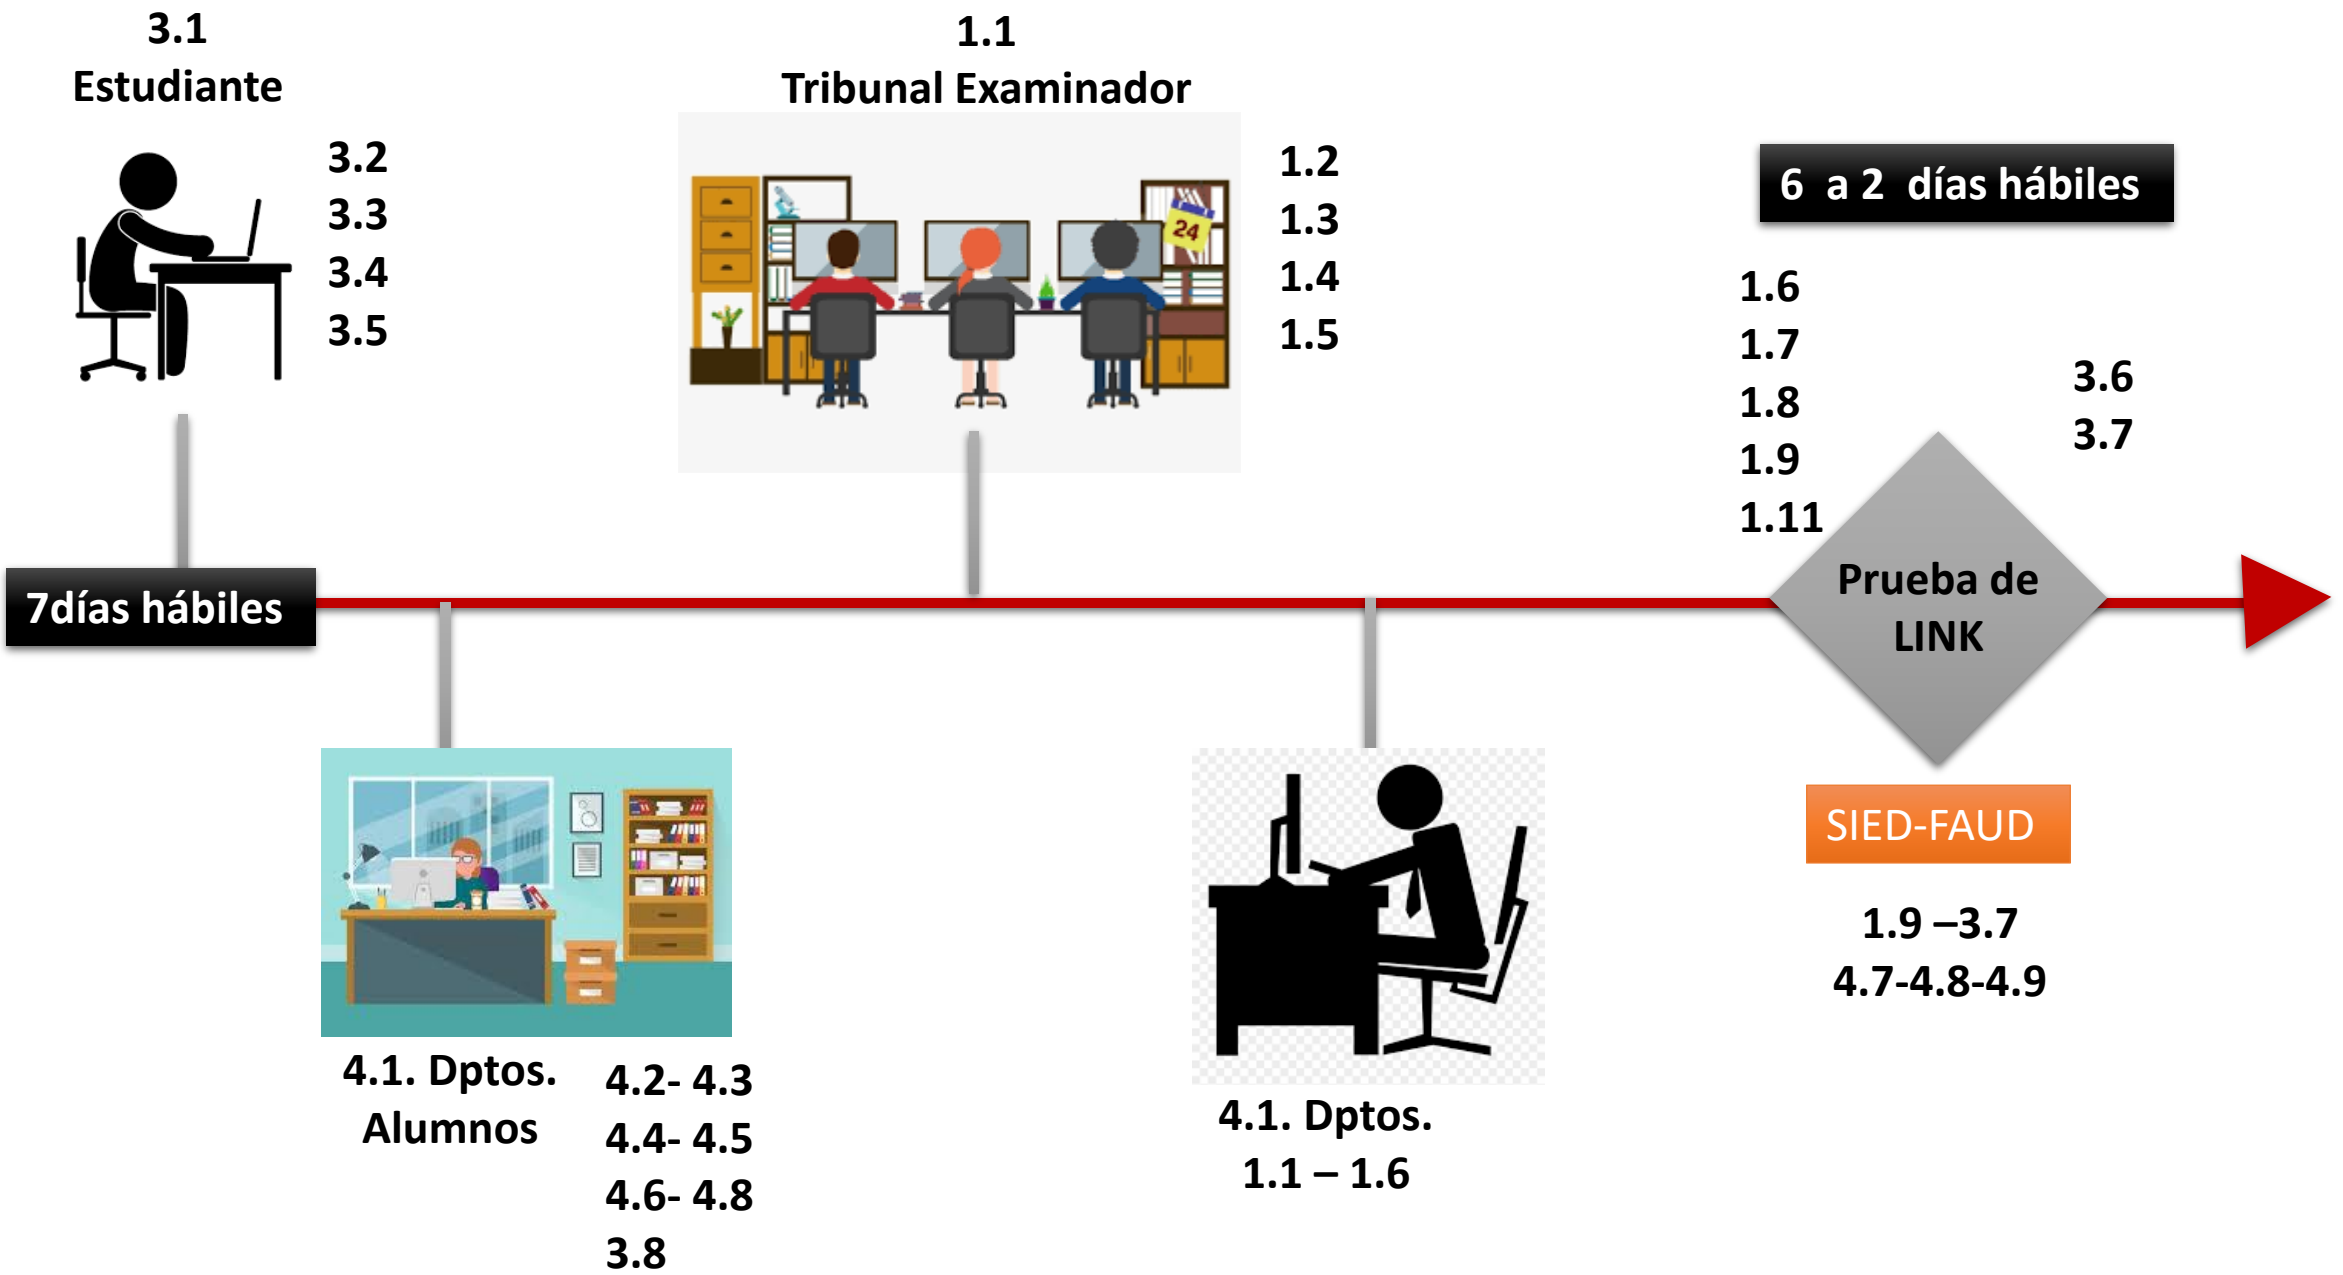 3.1
Estudiante
3.2
3.3
3.4
3.5
1.1
Tribunal Examinador
24
1.2
1.3
1.4
1.5
6 a 2 días hábiles
1.6
1.7
1.8
1.9
1.11
3.6
3.7
7días hábiles
Prueba de
LINK
4.1. Dptos.
Alumnos
4.2- 4.3
4.4- 4.5
4.6- 4.8
3.8
4.1. Dptos.
1.1 – 1.6
SIED-FAUD
1.9 –3.7
4.7-4.8-4.9